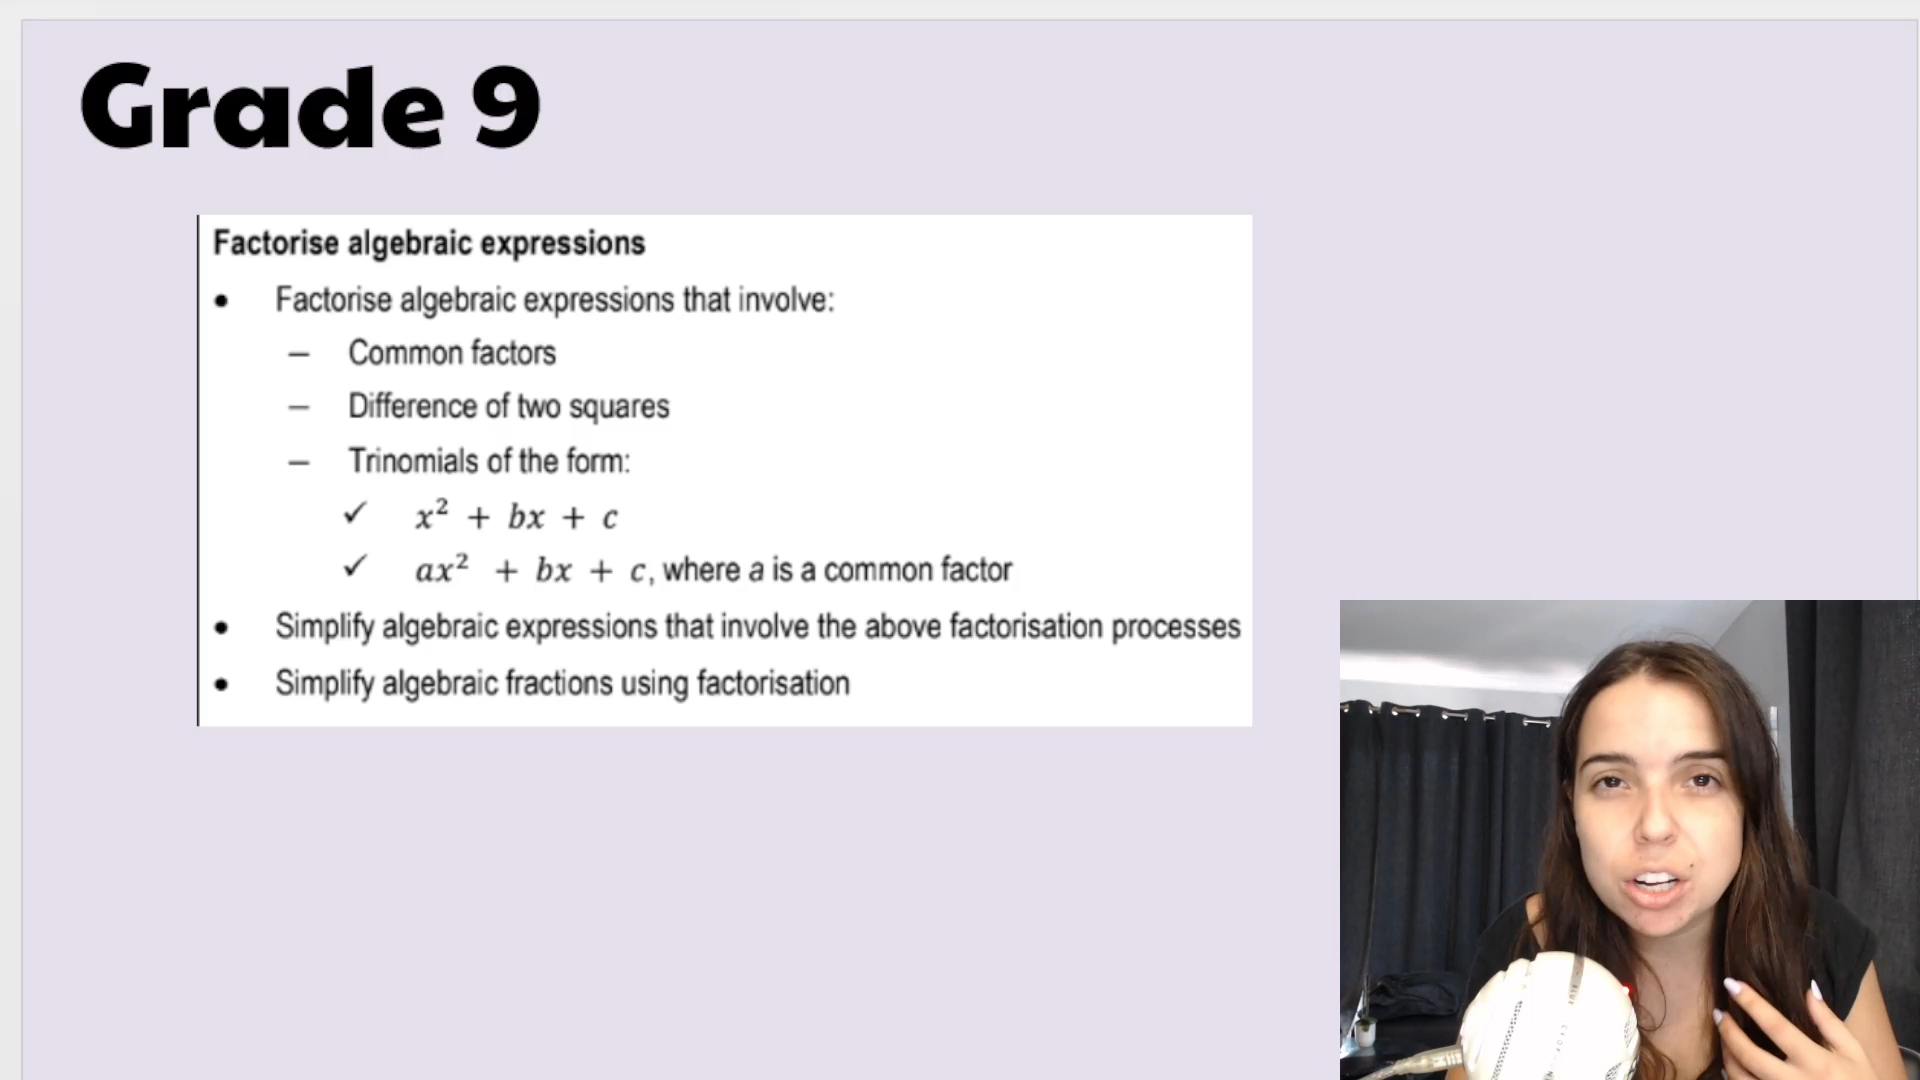 Grade 9
Factorise algebraic expressions
• Factorise algebraic expressions that involve:
– Common factors
– Difference of two squares
– Trinomials of the form:
✓ x² + bx + c
✓ ax² + bx + c, where a is a common factor
• Simplify algebraic expressions that involve the above factorisation processes
• Simplify algebraic fractions using factorisation